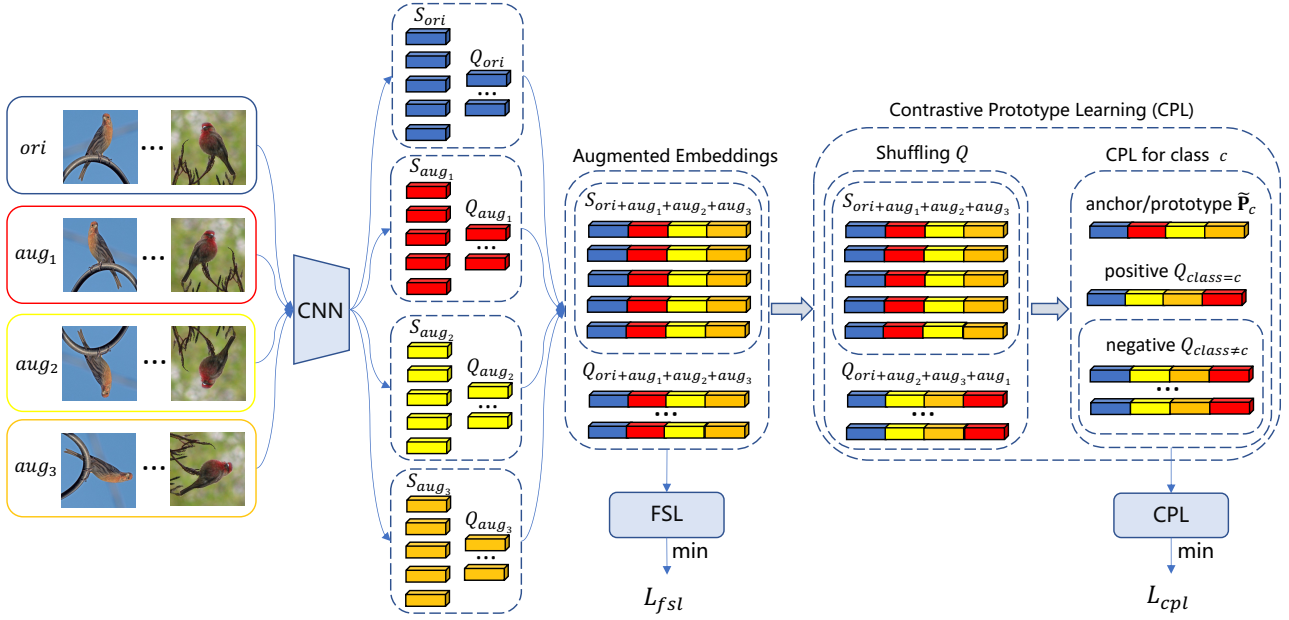 ori
aug₁
aug₂
aug₃
CNN
S_ori
Q_ori
...
S_aug₁
Q_aug₁
...
S_aug₂
Q_aug₂
...
S_aug₃
Q_aug₃
...
Augmented Embeddings
S_ori+aug₁+aug₂+aug₃
Q_ori+aug₁+aug₂+aug₃
...
FSL
min
L_fsl
Contrastive Prototype Learning (CPL)
Shuffling Q
S_ori+aug₁+aug₂+aug₃
Q_ori+aug₂+aug₃+aug₁
...
CPL for class c
anchor/prototype P̃_c
positive Q_class=c
negative Q_class≠c
...
CPL
min
L_cpl